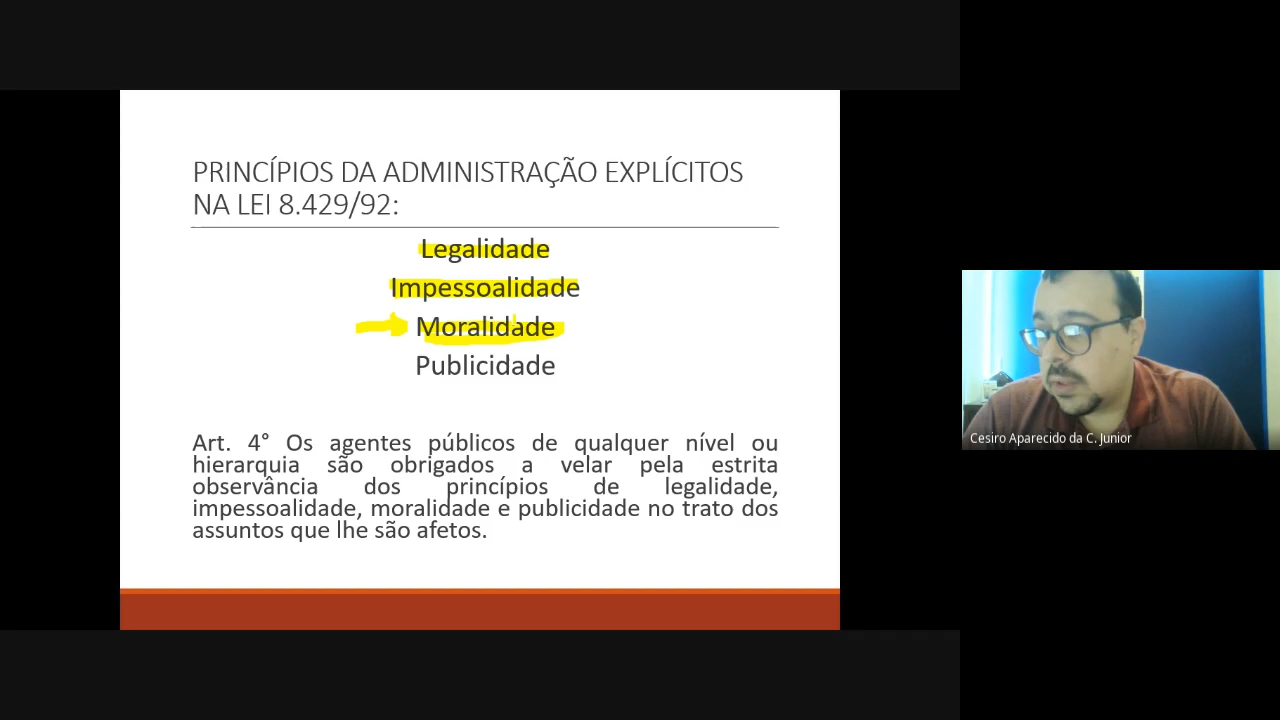 PRINCÍPIOS DA ADMINISTRAÇÃO EXPLÍCITOS
NA LEI 8.429/92:
Legalidade
Impessoalidade
Moralidade
Publicidade
Art. 4° Os agentes públicos de qualquer nível ou
hierarquia são obrigados a velar pela estrita
observância dos princípios de legalidade,
impessoalidade, moralidade e publicidade no trato dos
assuntos que lhe são afetos.
Cesiro Aparecido da C. Junior